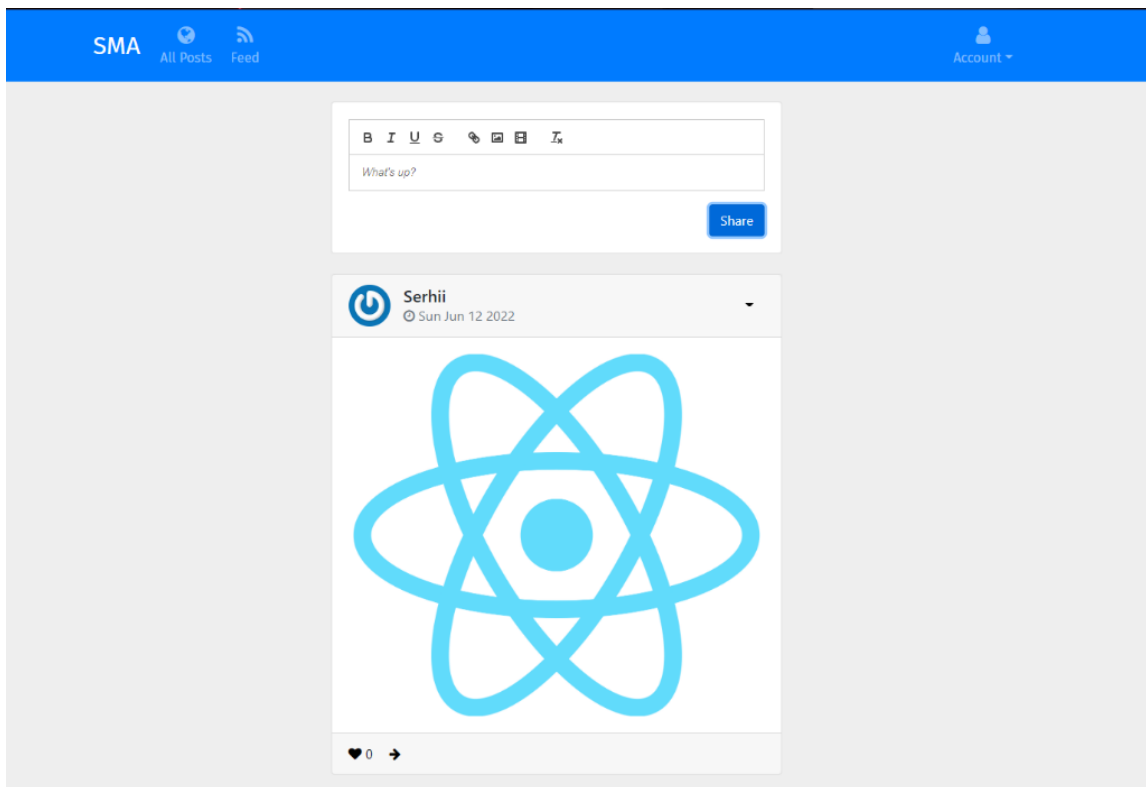 SMA
All Posts
Feed
Account
B I U S
What's up?
Share
Serhii
Sun Jun 12 2022
0